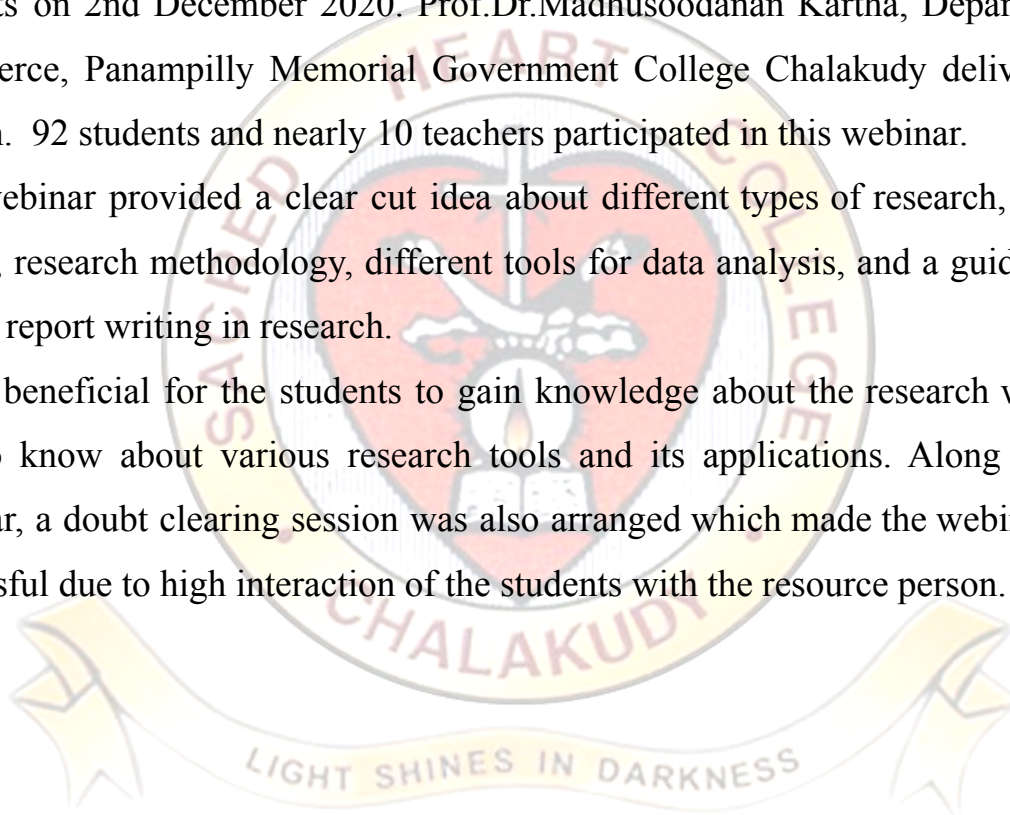 ts on 2nd December 2020. Prof.Dr.Madhusoodanan Kartha, Depar
erce, Panampilly Memorial Government College Chalakudy deliv
n. 92 students and nearly 10 teachers participated in this webinar.
webinar provided a clear cut idea about different types of research,
, research methodology, different tools for data analysis, and a guid
report writing in research.
beneficial for the students to gain knowledge about the research w
o know about various research tools and its applications. Along
ar, a doubt clearing session was also arranged which made the webin
sful due to high interaction of the students with the resource person.
SACRED HEART COLLEGE
CHALAKUDY
LIGHT SHINES IN DARKNESS